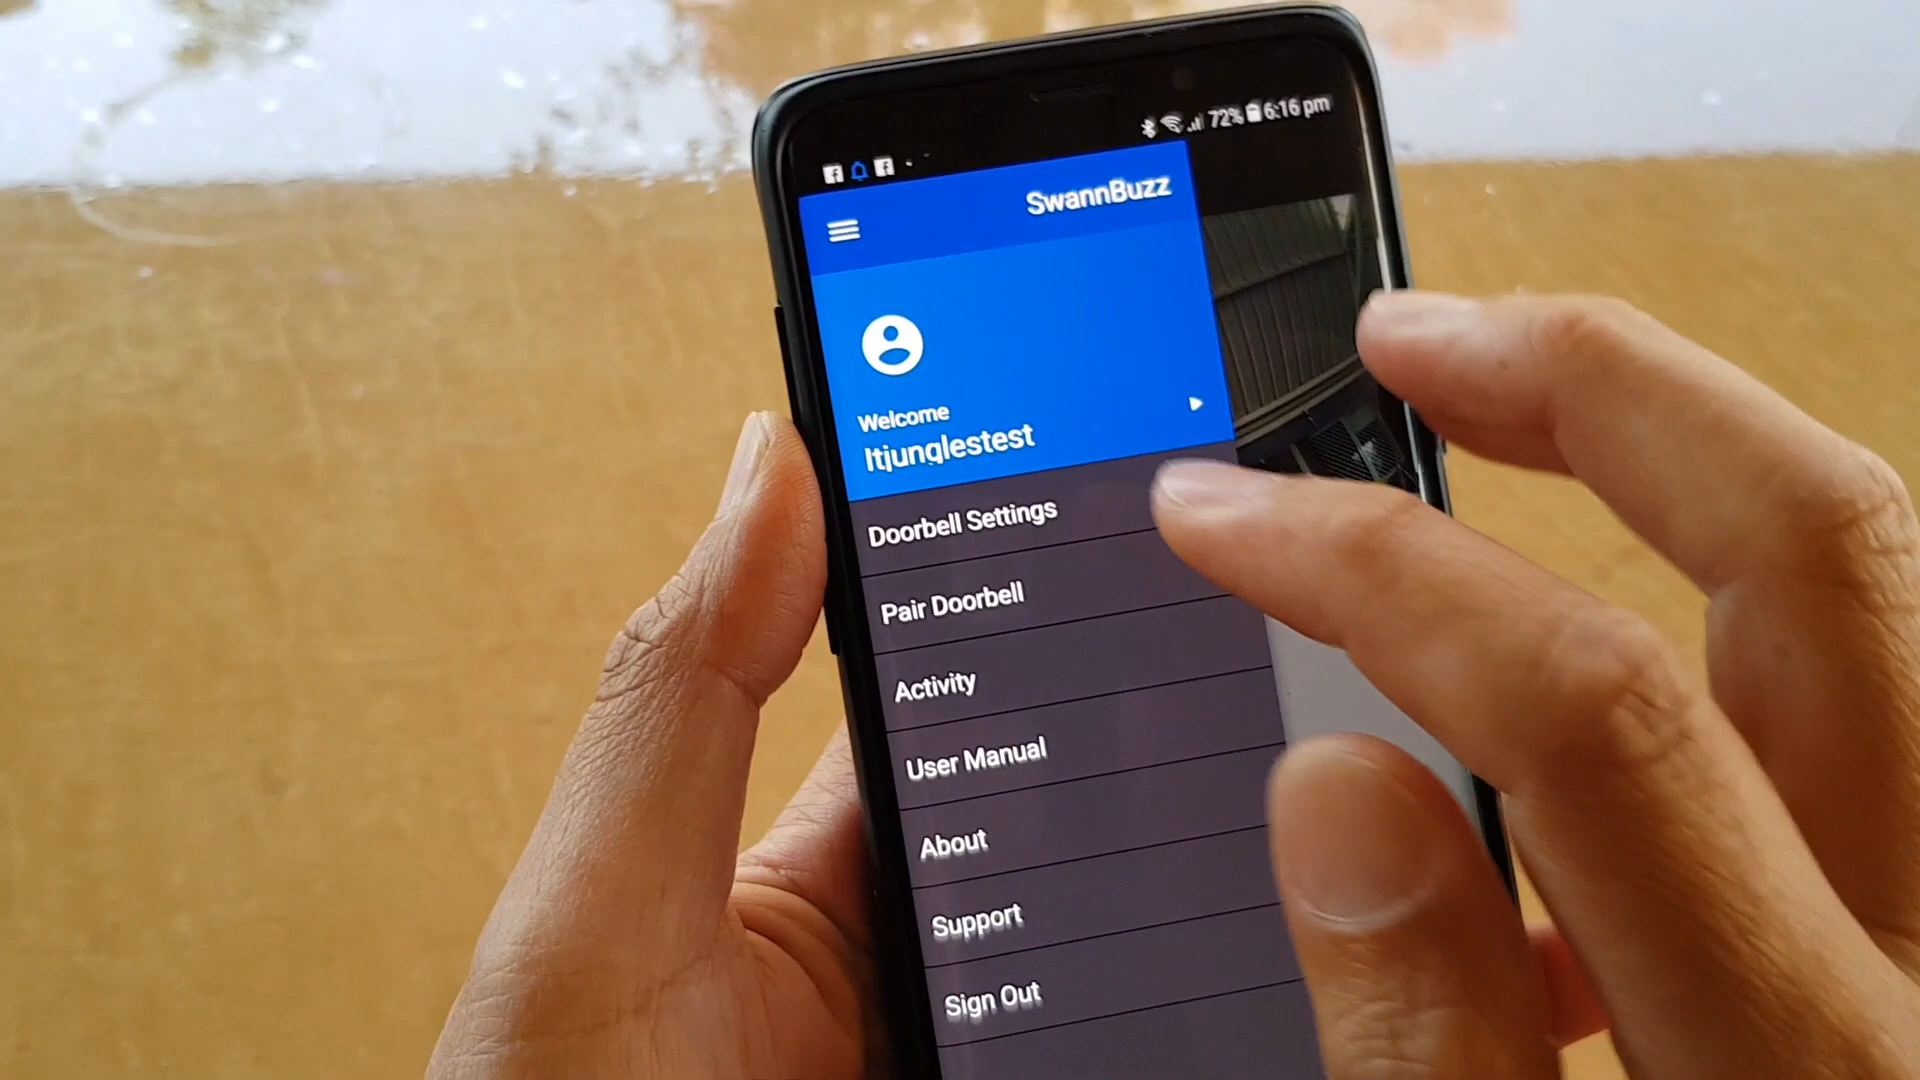 72% 6:16 pm
SwannBuzz
Welcome
Itjunglestest
Doorbell Settings
Pair Doorbell
Activity
User Manual
About
Support
Sign Out